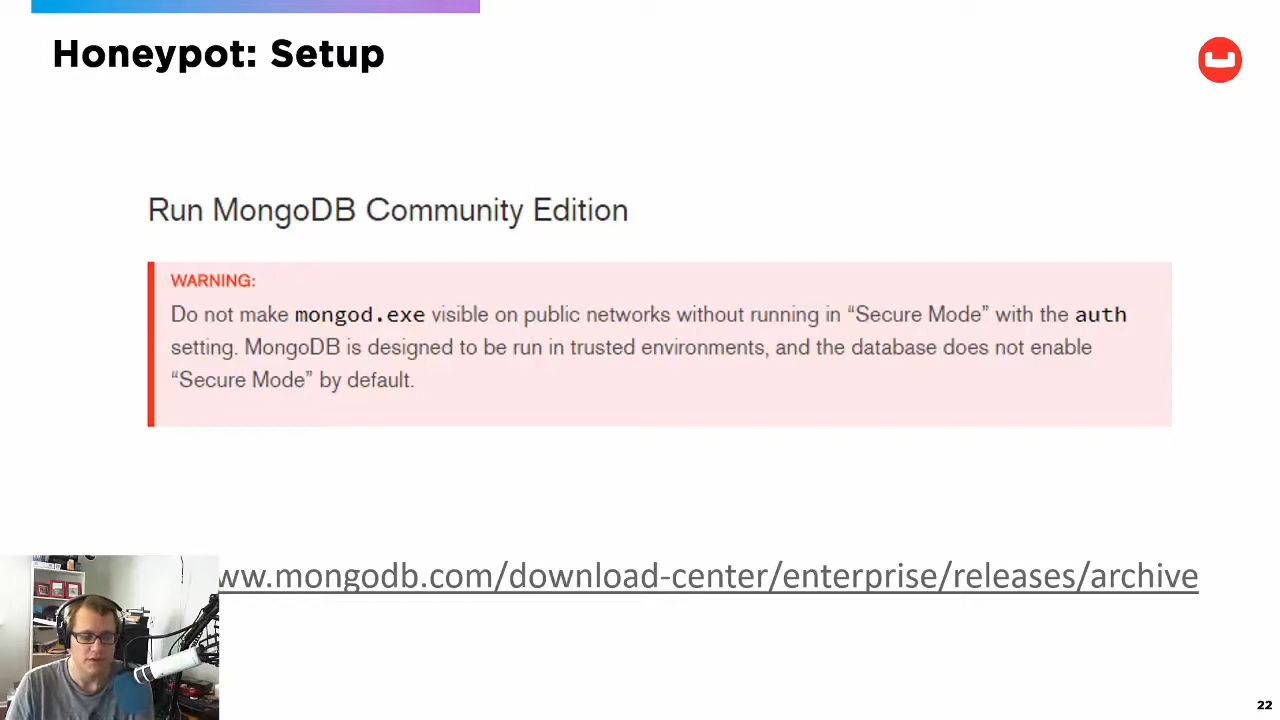 Honeypot: Setup
Run MongoDB Community Edition
WARNING:
Do not make mongod.exe visible on public networks without running in “Secure Mode” with the auth
setting. MongoDB is designed to be run in trusted environments, and the database does not enable
“Secure Mode” by default.
ww.mongodb.com/download-center/enterprise/releases/archive
22